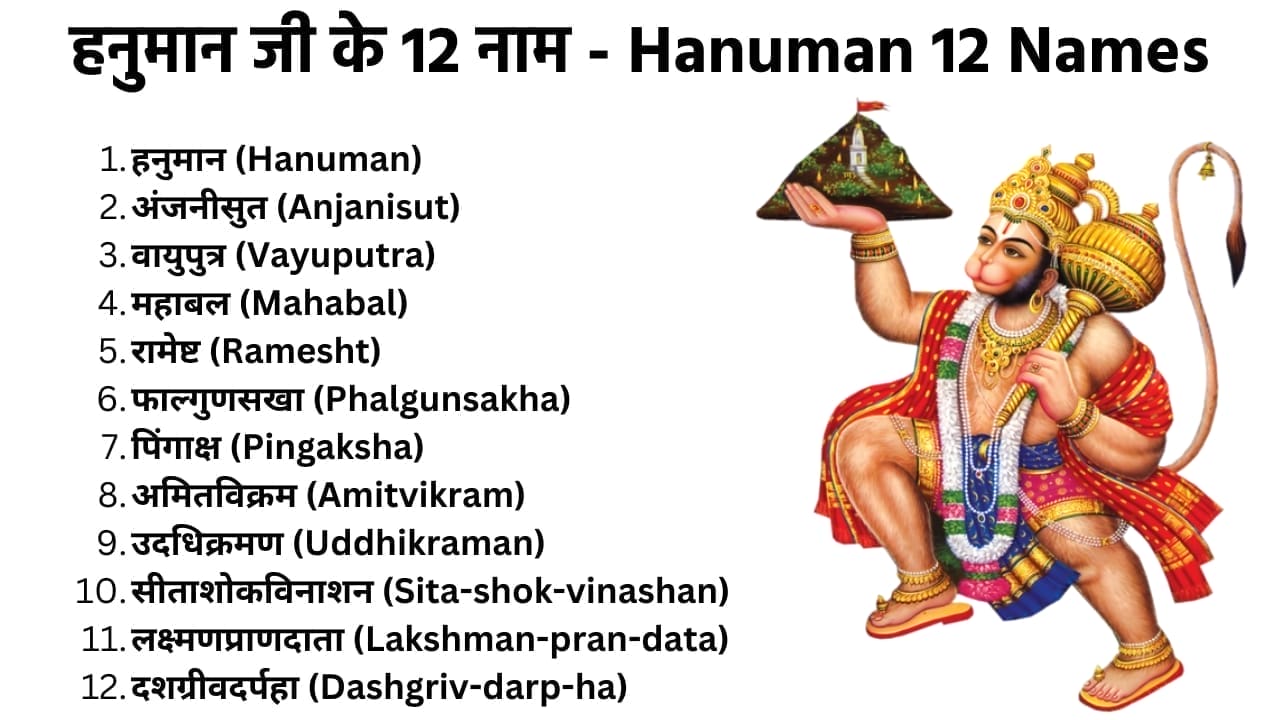 हनुमान जी के 12 नाम - Hanuman 12 Names
1. हनुमान (Hanuman)
2. अंजनीसुत (Anjanisut)
3. वायुपुत्र (Vayuputra)
4. महाबल (Mahabal)
5. रामेष्ट (Ramesht)
6. फाल्गुणसखा (Phalgunsakha)
7. पिंगाक्ष (Pingaksha)
8. अमितविक्रम (Amitvikram)
9. उदधिक्रमण (Uddhikraman)
10. सीताशोकविनाशन (Sita-shok-vinashan)
11. लक्ष्मणप्राणदाता (Lakshman-pran-data)
12. दशग्रीवदर्पहा (Dashgriv-darp-ha)